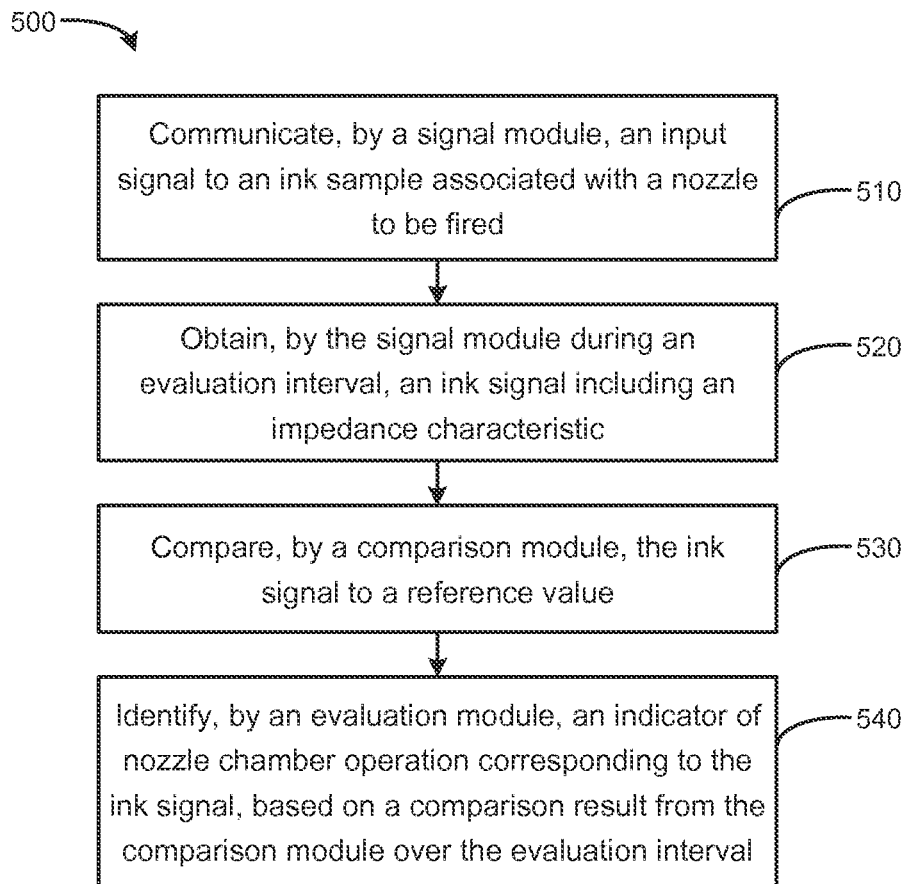 500
Communicate, by a signal module, an input
signal to an ink sample associated with a nozzle
to be fired
510
Obtain, by the signal module during an
evaluation interval, an ink signal including an
impedance characteristic
520
Compare, by a comparison module, the ink
signal to a reference value
530
Identify, by an evaluation module, an indicator of
nozzle chamber operation corresponding to the
ink signal, based on a comparison result from the
comparison module over the evaluation interval
540